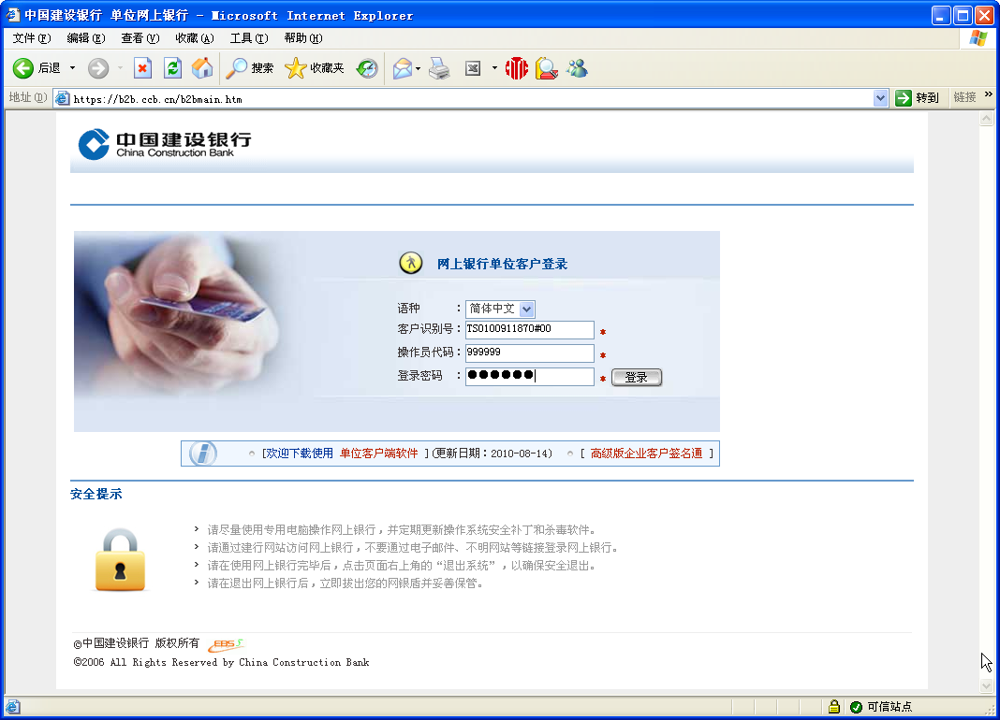 中国建设银行 单位网上银行 - Microsoft Internet Explorer
文件(F) 编辑(E) 查看(V) 收藏(A) 工具(T) 帮助(H)
后退 搜索 收藏夹
地址(D) https://b2b.ccb.cn/b2bmain.htm 转到 链接 »
中国建设银行
China Construction Bank
网上银行单位客户登录
语种 : 简体中文
客户识别号: TS0100911870#00 *
操作员代码: 999999 *
登录密码 : ●●●●●● * 登录
[欢迎下载使用 单位客户端软件 ](更新日期:2010-08-14) [ 高级版企业客户签名通 ]
安全提示
› 请尽量使用专用电脑操作网上银行,并定期更新操作系统安全补丁和杀毒软件。
› 请通过建行网站访问网上银行,不要通过电子邮件、不明网站等链接登录网上银行。
› 请在使用网上银行完毕后,点击页面右上角的“退出系统”,以确保安全退出。
› 请在退出网上银行后,立即拔出您的网银盾并妥善保管。
@中国建设银行 版权所有 EBS
©2006 All Rights Reserved by China Construction Bank
可信站点